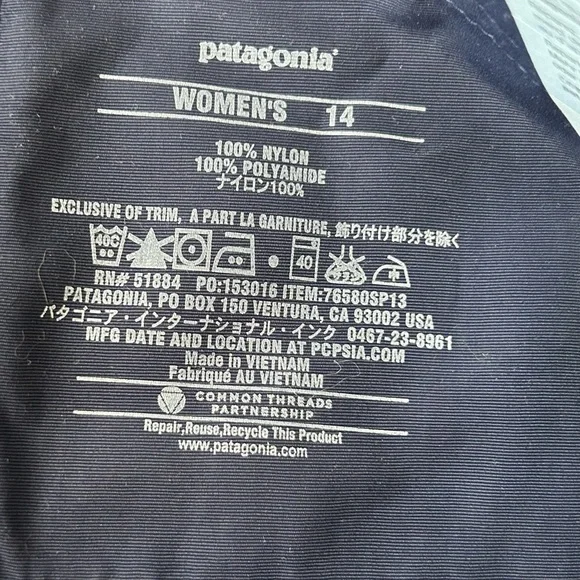 patagonia®
WOMEN'S 14
100% NYLON
100% POLYAMIDE
ナイロン100%
EXCLUSIVE OF TRIM, A PART LA GARNITURE, 飾り付け部分を除く
40C 40
RN# 51884 PO:153016 ITEM:76580SP13
PATAGONIA, PO BOX 150 VENTURA, CA 93002 USA
パタゴニア・インターナショナル・インク 0467-23-8961
MFG DATE AND LOCATION AT PCPSIA.COM
Made in VIETNAM
Fabriqué AU VIETNAM
COMMON THREADS
PARTNERSHIP
Repair,Reuse,Recycle This Product
www.patagonia.com